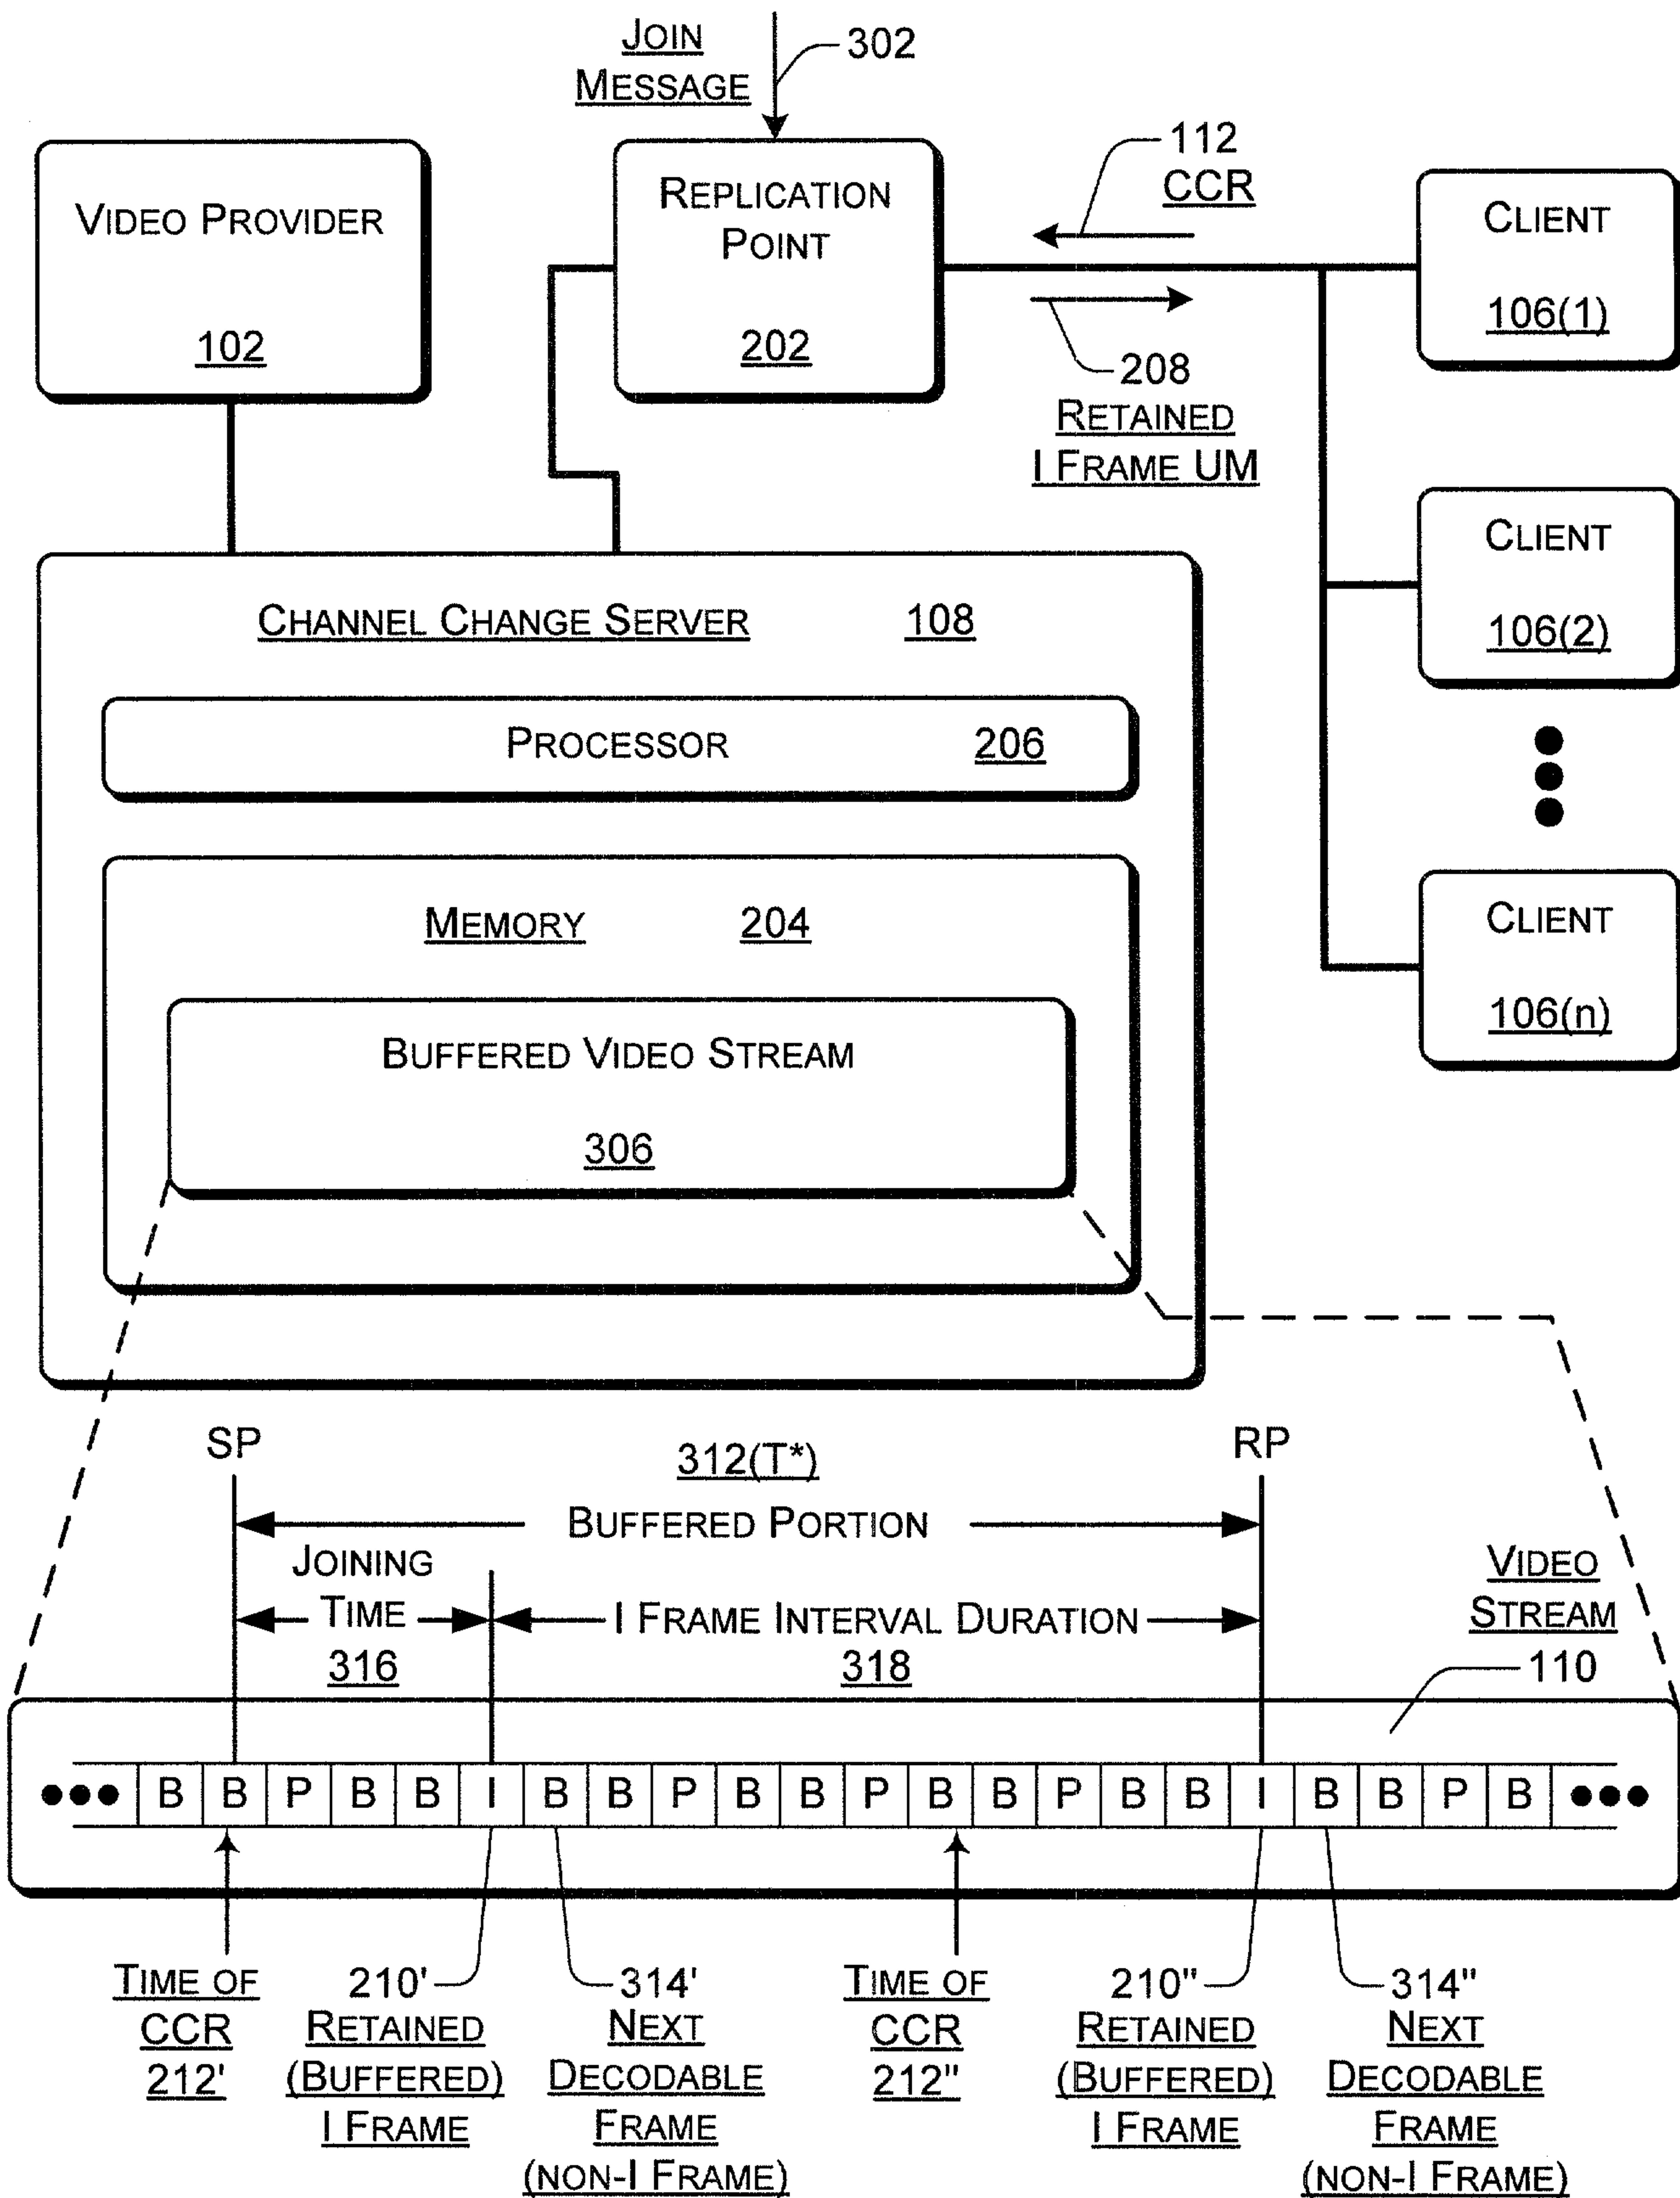 JOIN
MESSAGE
302
VIDEO PROVIDER
102
REPLICATION
POINT
202
112
CCR
208
RETAINED
I FRAME UM
CLIENT
106(1)
CLIENT
106(2)
CLIENT
106(n)
CHANNEL CHANGE SERVER 108
PROCESSOR 206
MEMORY 204
BUFFERED VIDEO STREAM
306
SP
312(T*)
RP
BUFFERED PORTION
JOINING
TIME
316
I FRAME INTERVAL DURATION
318
VIDEO
STREAM
110
B B P B B I B B P B B P B B P B B I B B P B
TIME OF
CCR
212'
210'
RETAINED
(BUFFERED)
I FRAME
314'
NEXT
DECODABLE
FRAME
(NON-I FRAME)
TIME OF
CCR
212"
210"
RETAINED
(BUFFERED)
I FRAME
314"
NEXT
DECODABLE
FRAME
(NON-I FRAME)